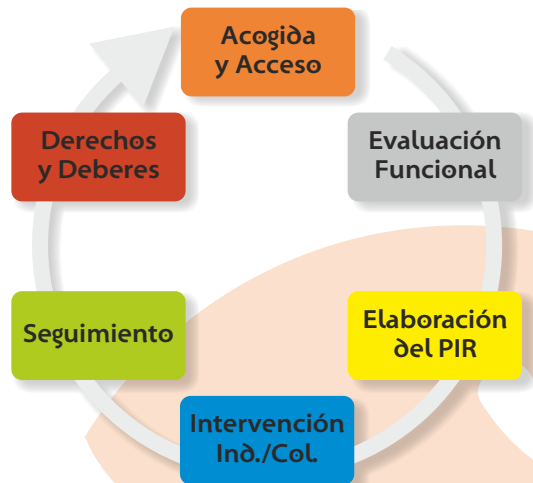 Acogida
y Acceso
Evaluación
Funcional
Elaboración
del PIR
Intervención
Ind./Col.
Seguimiento
Derechos
y Deberes